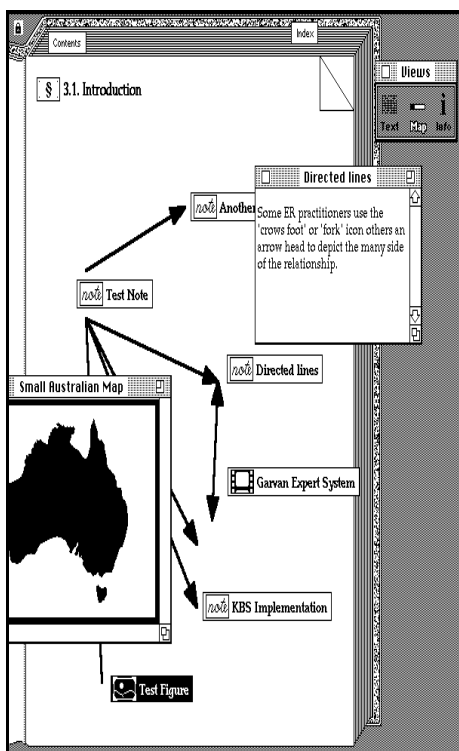 Contents
Index
§ 3.1. Introduction
Views
Text Map Info
note Another
Directed lines
Some ER practitioners use the
'crows foot' or 'fork' icon others an
arrow head to depict the many side
of the relationship.
note Test Note
note Directed lines
Small Australian Map
Garvan Expert System
note KBS Implementation
Test Figure